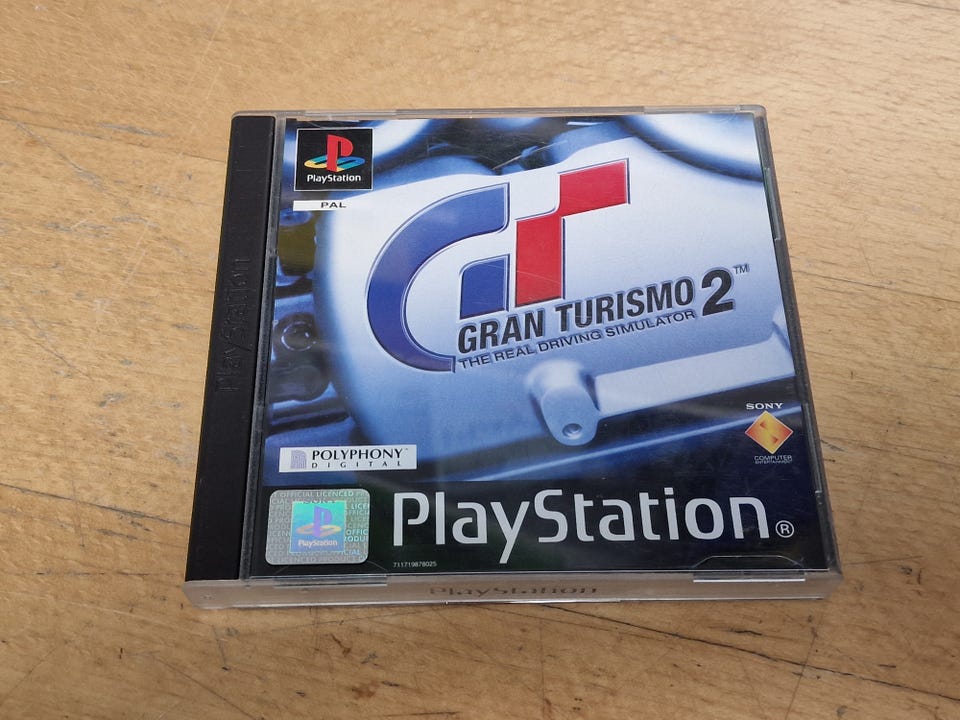 PlayStation
PAL
GT
GRAN TURISMO 2™
THE REAL DRIVING SIMULATOR
SONY
COMPUTER
ENTERTAINMENT
POLYPHONY
DIGITAL
PlayStation
PlayStation®
711719878025
PlayStation
PlayStation